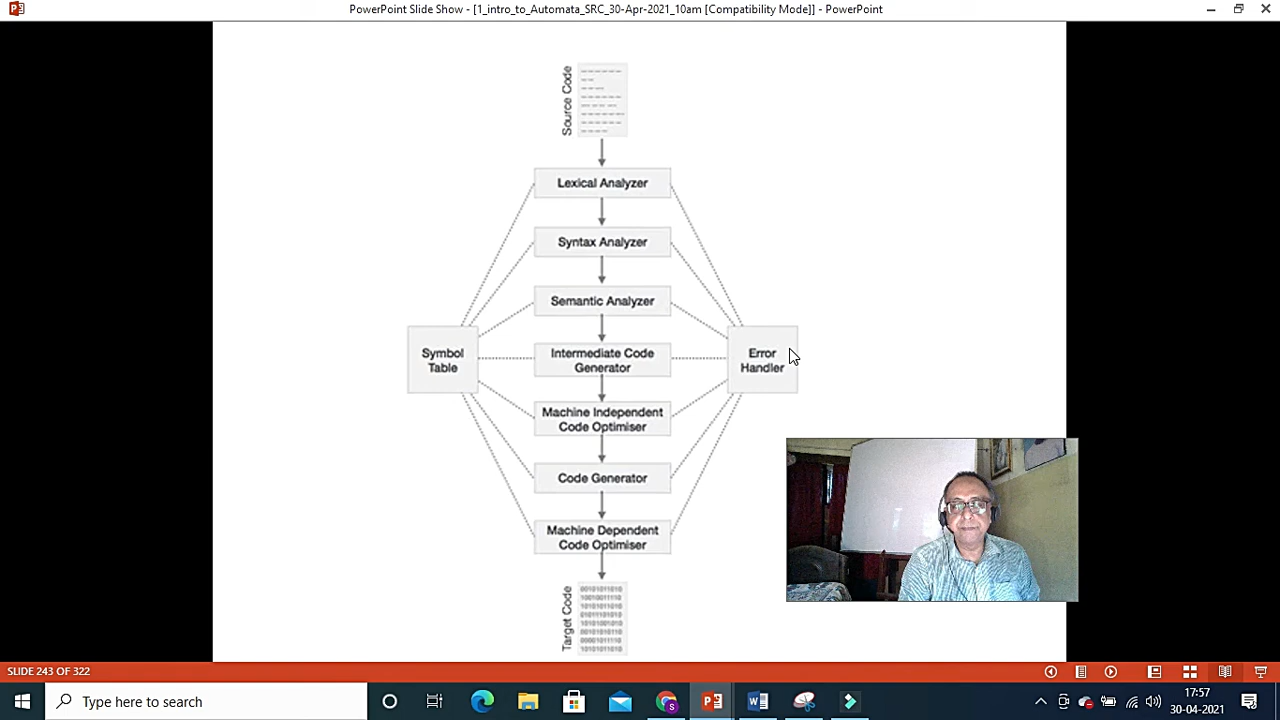 PowerPoint Slide Show - [1_intro_to_Automata_SRC_30-Apr-2021_10am [Compatibility Mode]] - PowerPoint
Source Code
Lexical Analyzer
Syntax Analyzer
Semantic Analyzer
Symbol
Table
Intermediate Code
Generator
Error
Handler
Machine Independent
Code Optimiser
Code Generator
Machine Dependent
Code Optimiser
Target Code
SLIDE 243 OF 322
Type here to search
17:57
30-04-2021